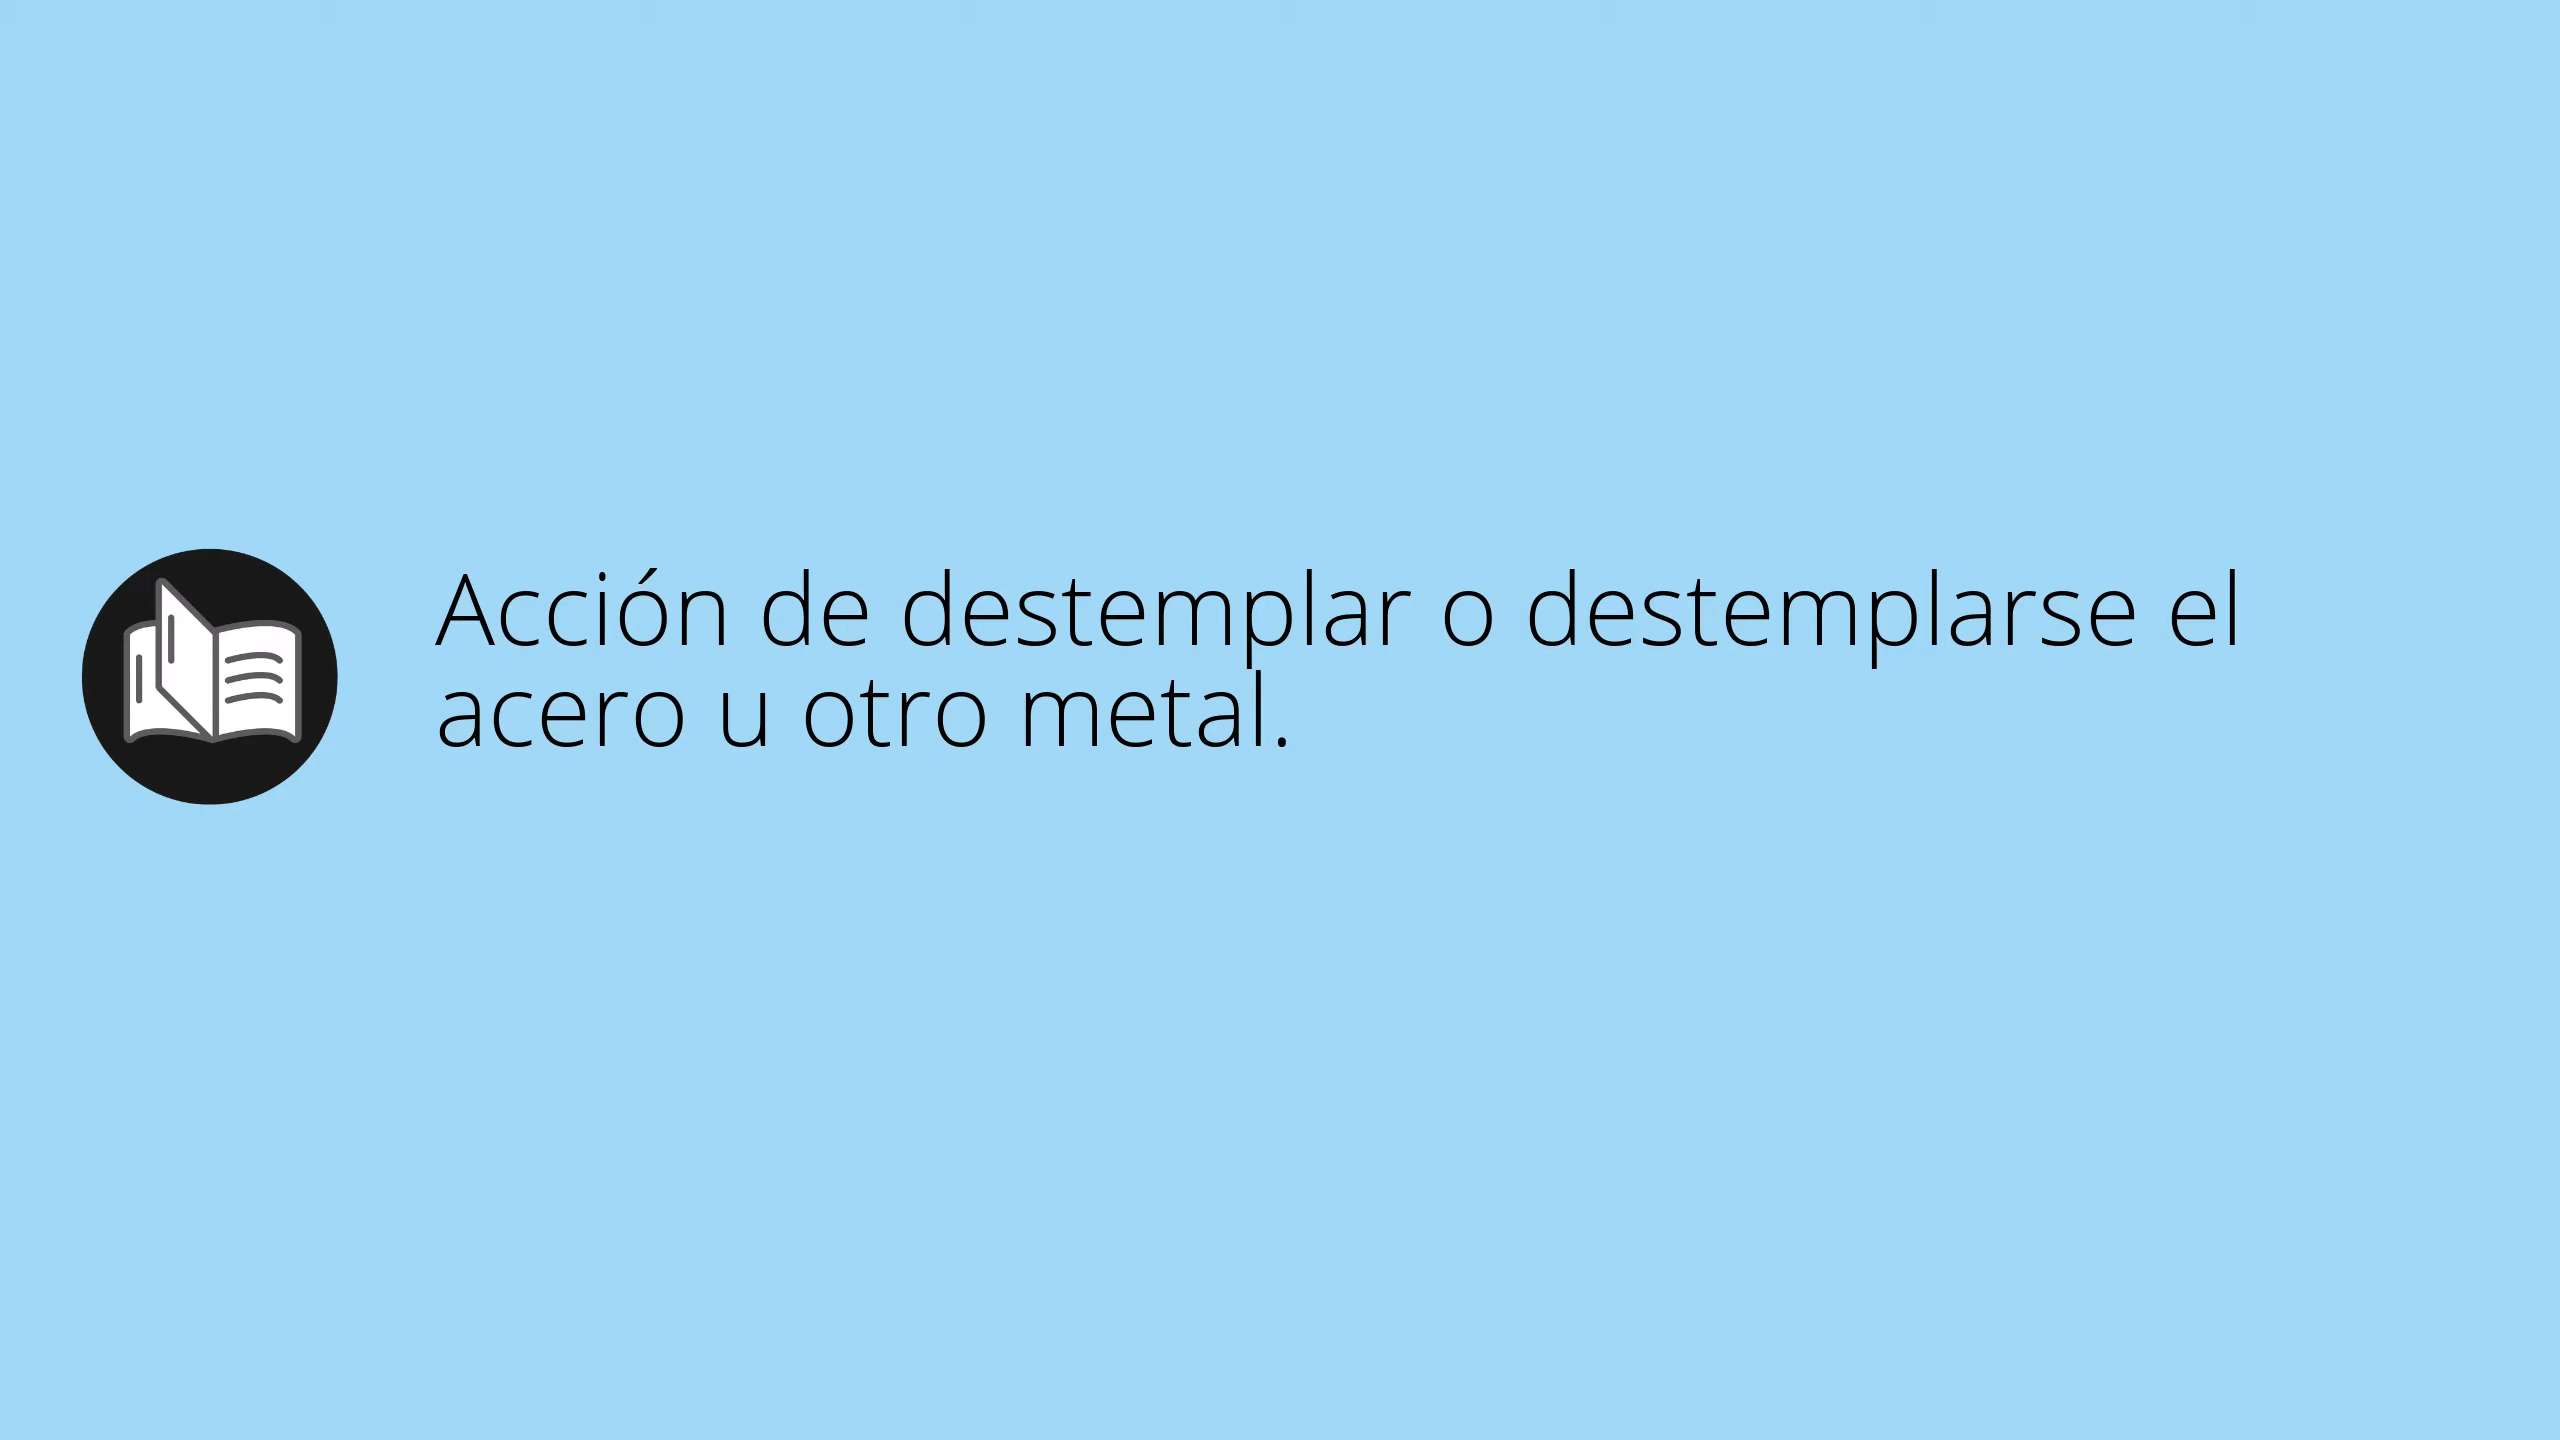 Acción de destemplar o destemplarse el
acero u otro metal.